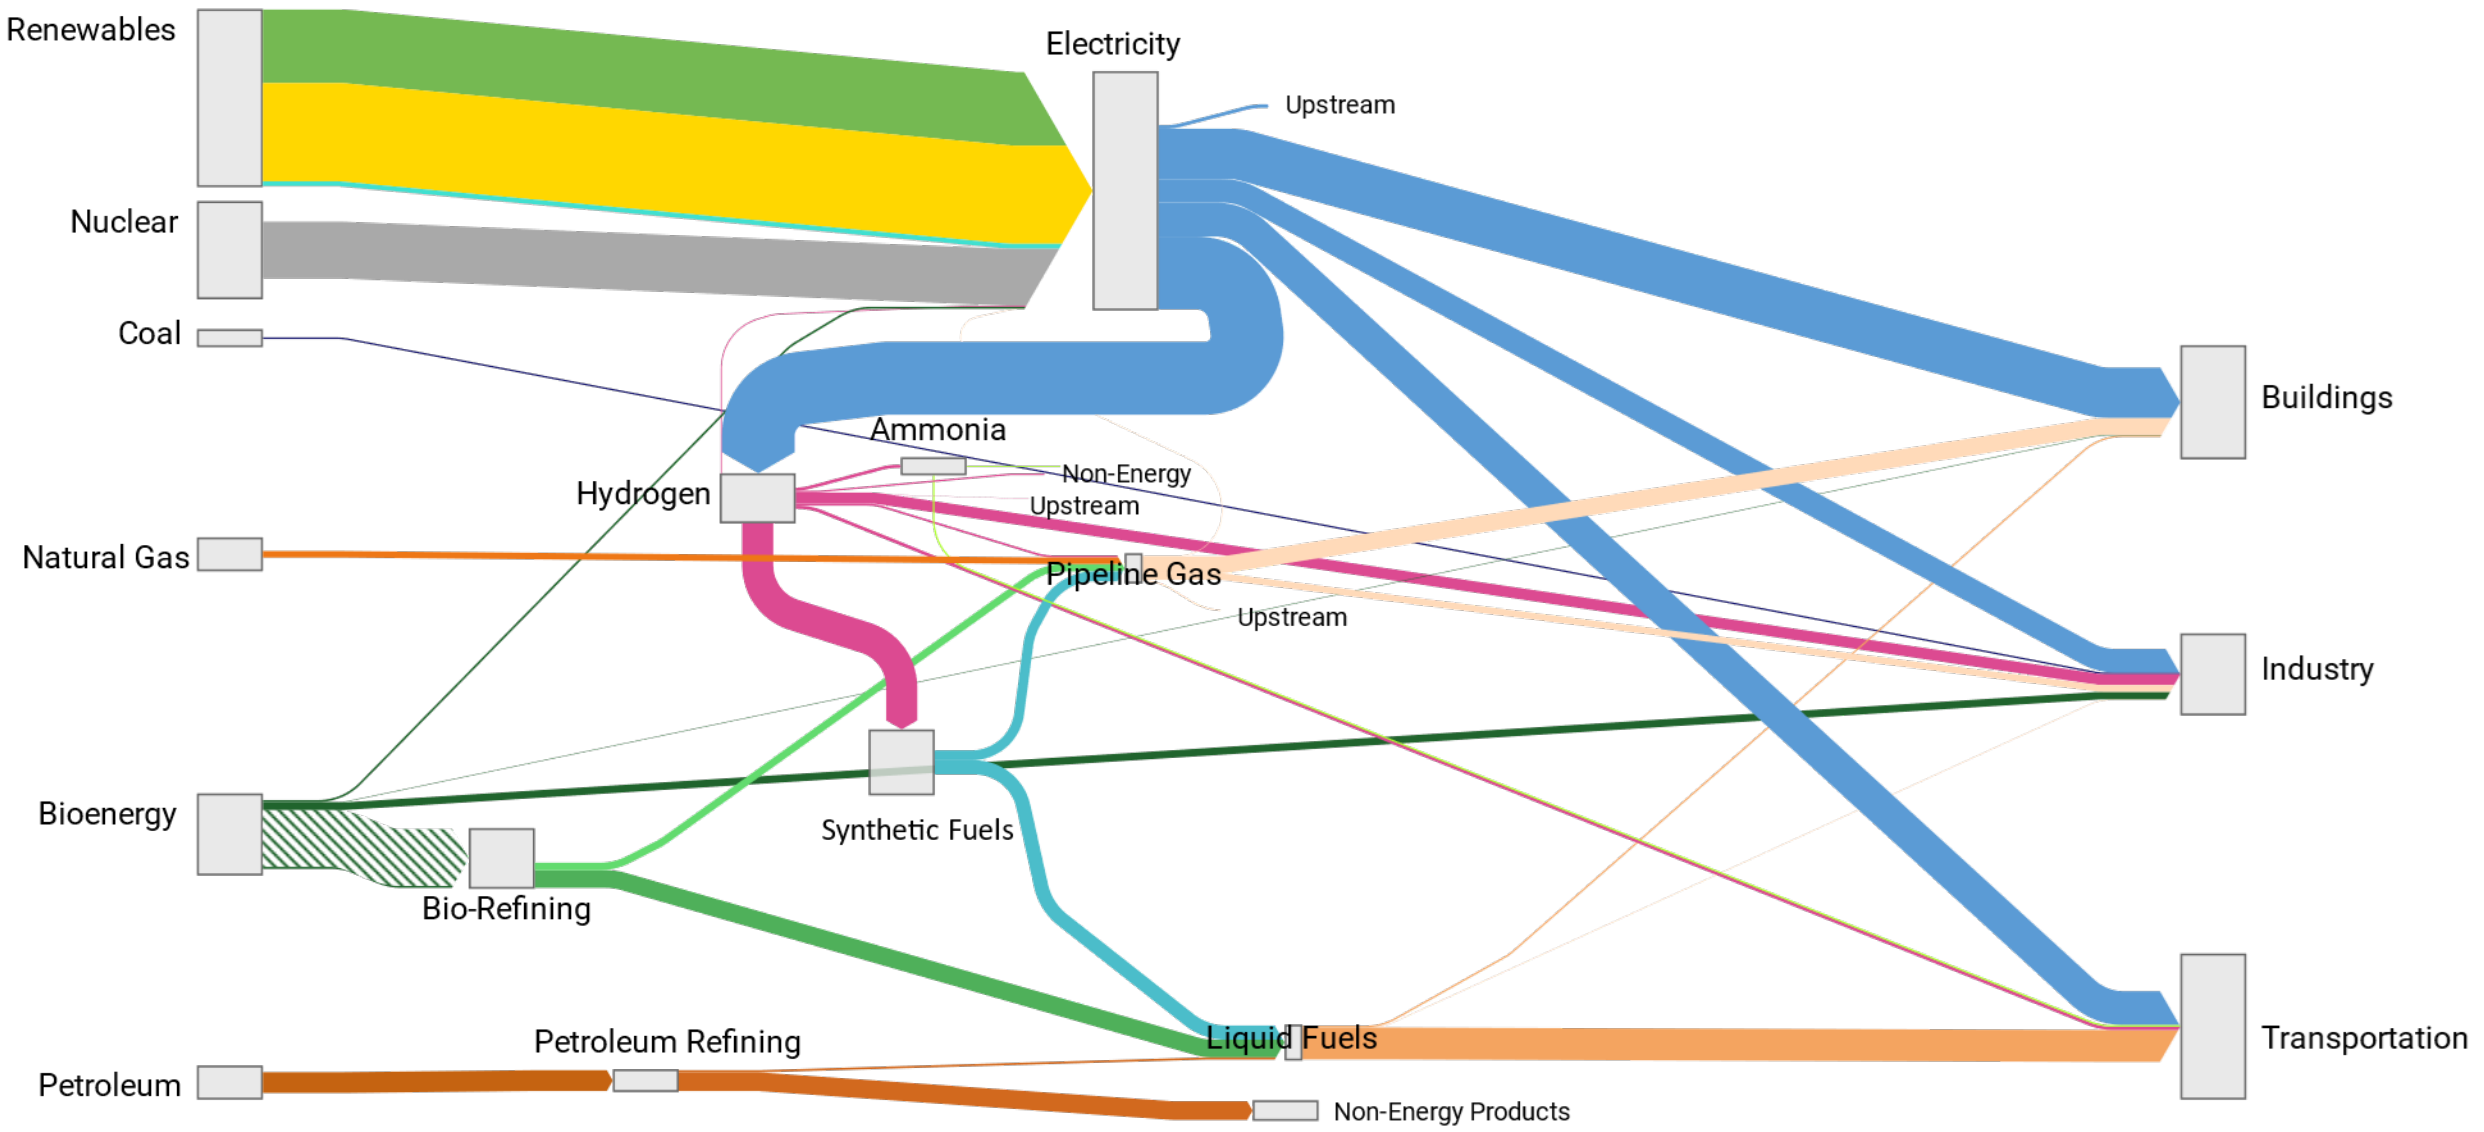 Renewables
Electricity
Upstream
Nuclear
Coal
Buildings
Ammonia
Non-Energy
Hydrogen
Upstream
Natural Gas
Pipeline Gas
Upstream
Industry
Bioenergy
Synthetic Fuels
Bio-Refining
Petroleum Refining
Liquid Fuels
Transportation
Petroleum
Non-Energy Products